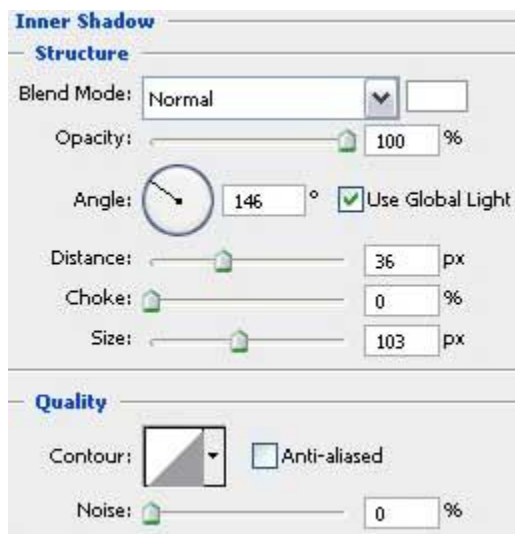 Inner Shadow
Structure
Blend Mode: Normal
Opacity: 100 %
Angle: 146 ° Use Global Light
Distance: 36 px
Choke: 0 %
Size: 103 px
Quality
Contour: Anti-aliased
Noise: 0 %